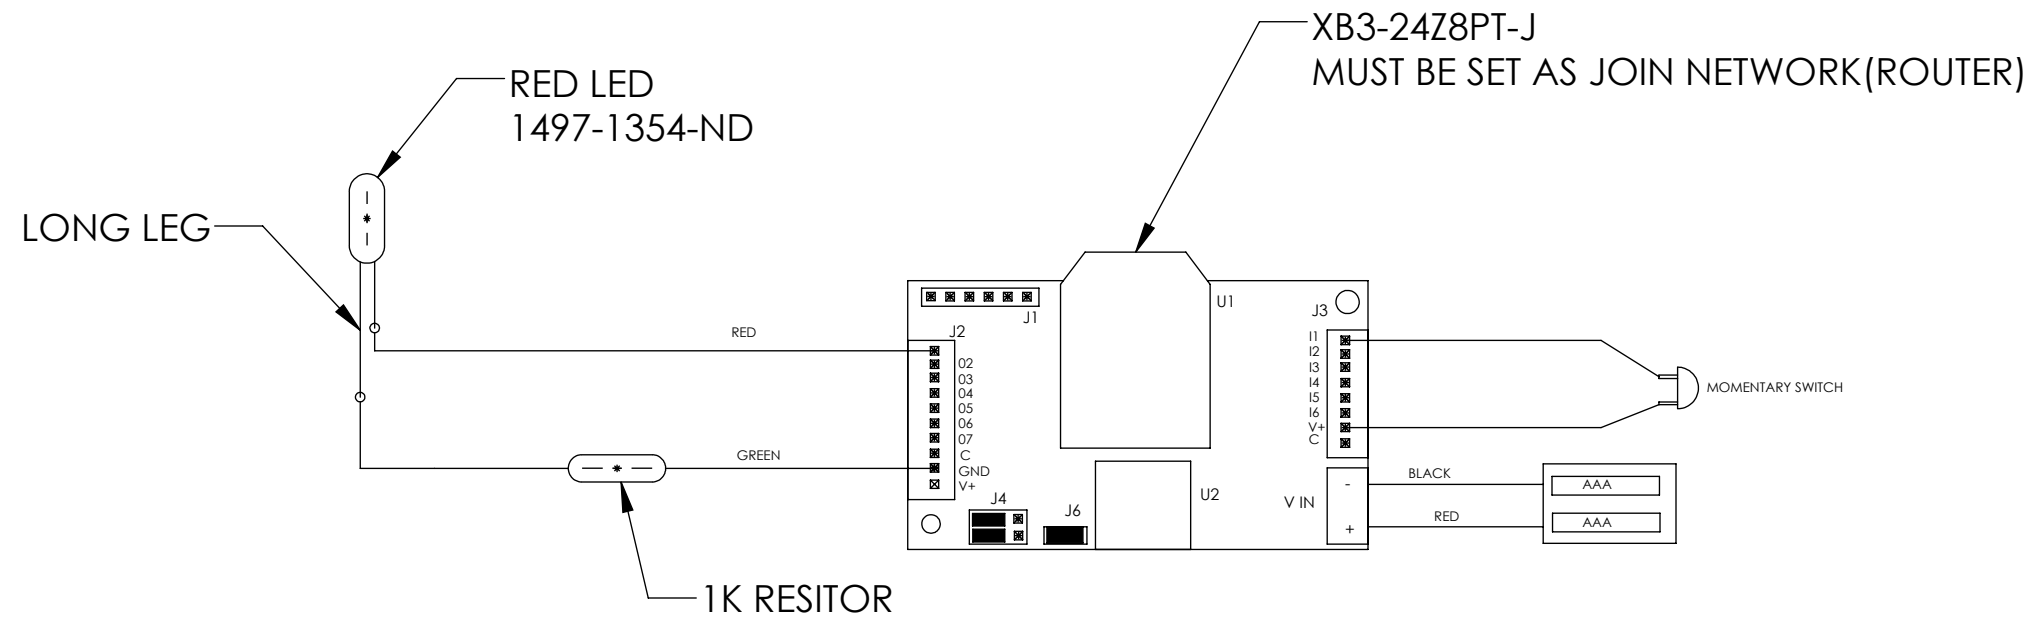 XB3-24Z8PT-J
MUST BE SET AS JOIN NETWORK(ROUTER)
RED LED
1497-1354-ND
LONG LEG
U1
J3
J1
J2
RED
I1
I2
I3
I4
I5
I6
V+
C
02
03
04
05
06
07
C
GND
V+
MOMENTARY SWITCH
GREEN
BLACK
RED
AAA
AAA
V IN
-
+
U2
J4
J6
1K RESITOR